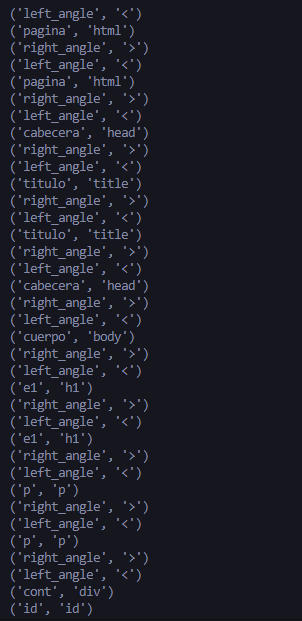 ('left_angle', '<')
('pagina', 'html')
('right_angle', '>')
('left_angle', '<')
('pagina', 'html')
('right_angle', '>')
('left_angle', '<')
('cabecera', 'head')
('right_angle', '>')
('left_angle', '<')
('titulo', 'title')
('right_angle', '>')
('left_angle', '<')
('titulo', 'title')
('right_angle', '>')
('left_angle', '<')
('cabecera', 'head')
('right_angle', '>')
('left_angle', '<')
('cuerpo', 'body')
('right_angle', '>')
('left_angle', '<')
('e1', 'h1')
('right_angle', '>')
('left_angle', '<')
('e1', 'h1')
('right_angle', '>')
('left_angle', '<')
('p', 'p')
('right_angle', '>')
('left_angle', '<')
('p', 'p')
('right_angle', '>')
('left_angle', '<')
('cont', 'div')
('id', 'id')